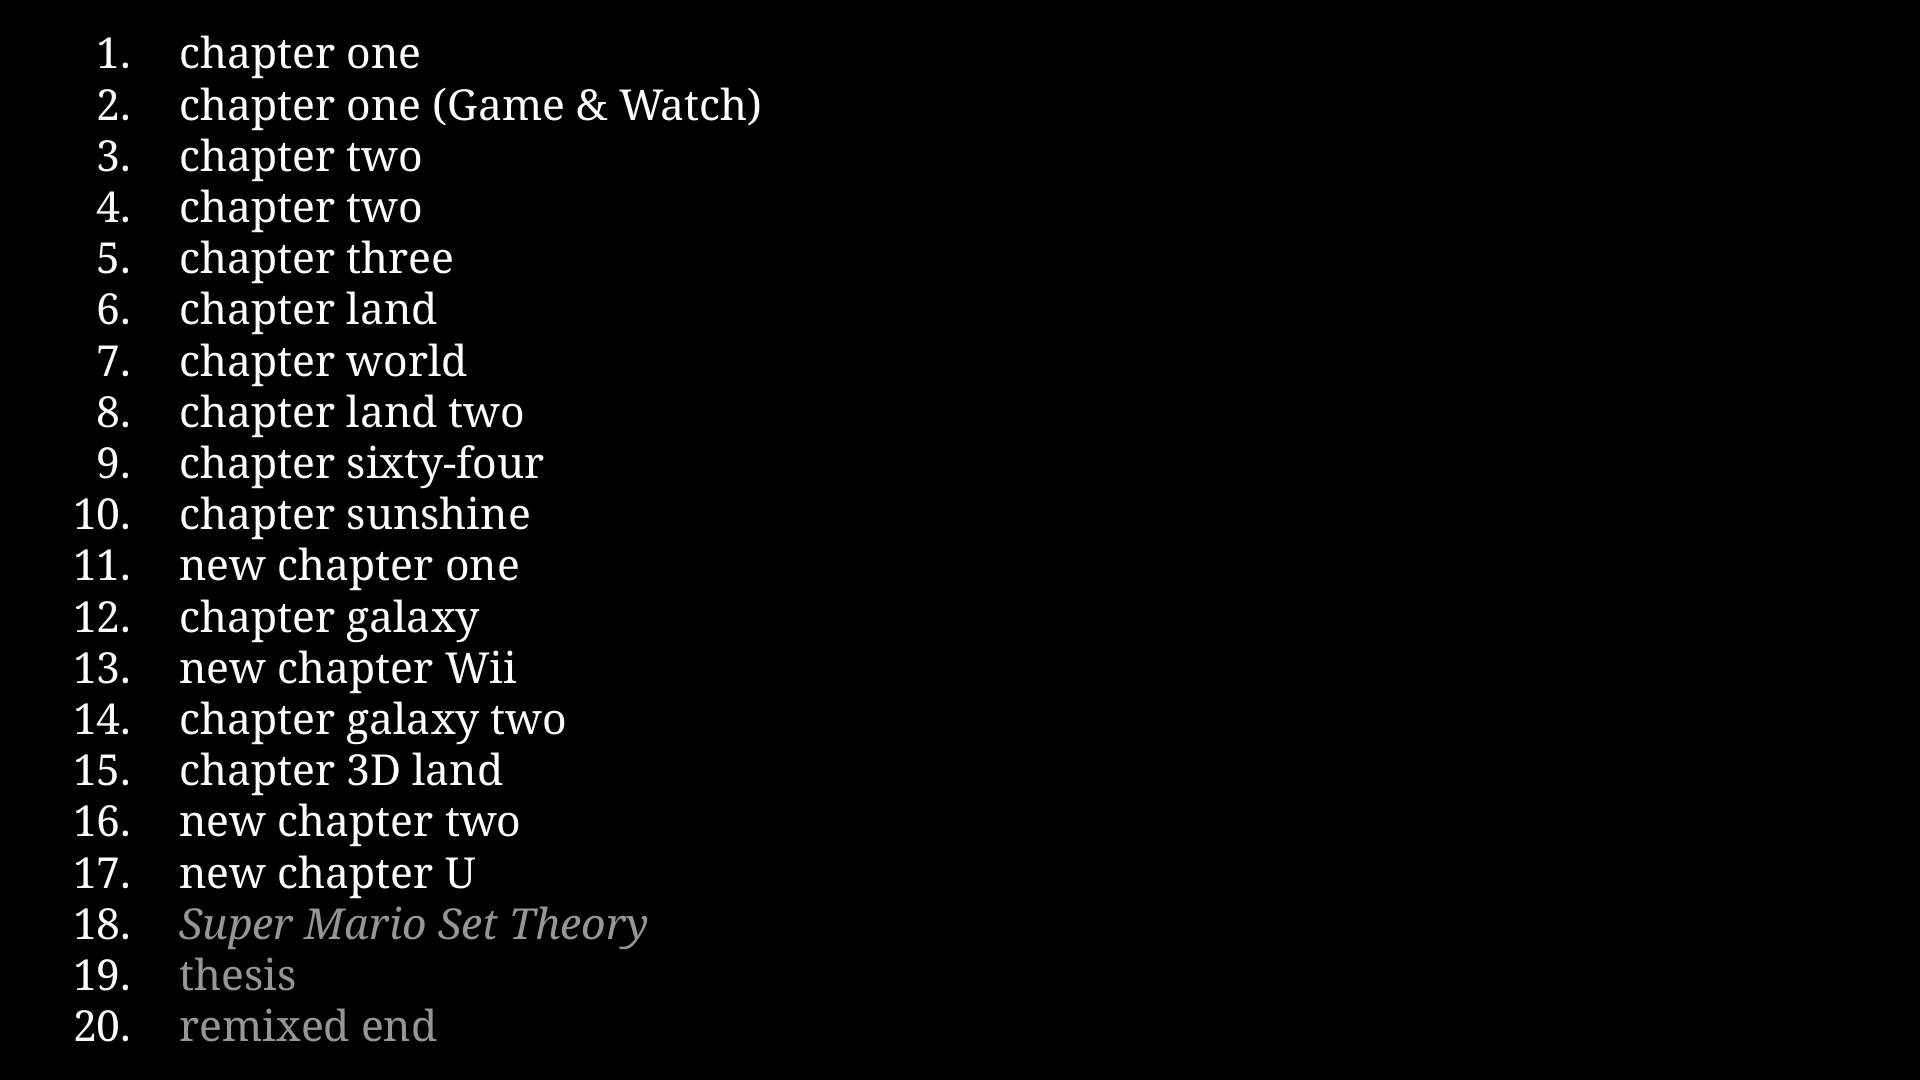 1. chapter one
2. chapter one (Game & Watch)
3. chapter two
4. chapter two
5. chapter three
6. chapter land
7. chapter world
8. chapter land two
9. chapter sixty-four
10. chapter sunshine
11. new chapter one
12. chapter galaxy
13. new chapter Wii
14. chapter galaxy two
15. chapter 3D land
16. new chapter two
17. new chapter U
18. Super Mario Set Theory
19. thesis
20. remixed end